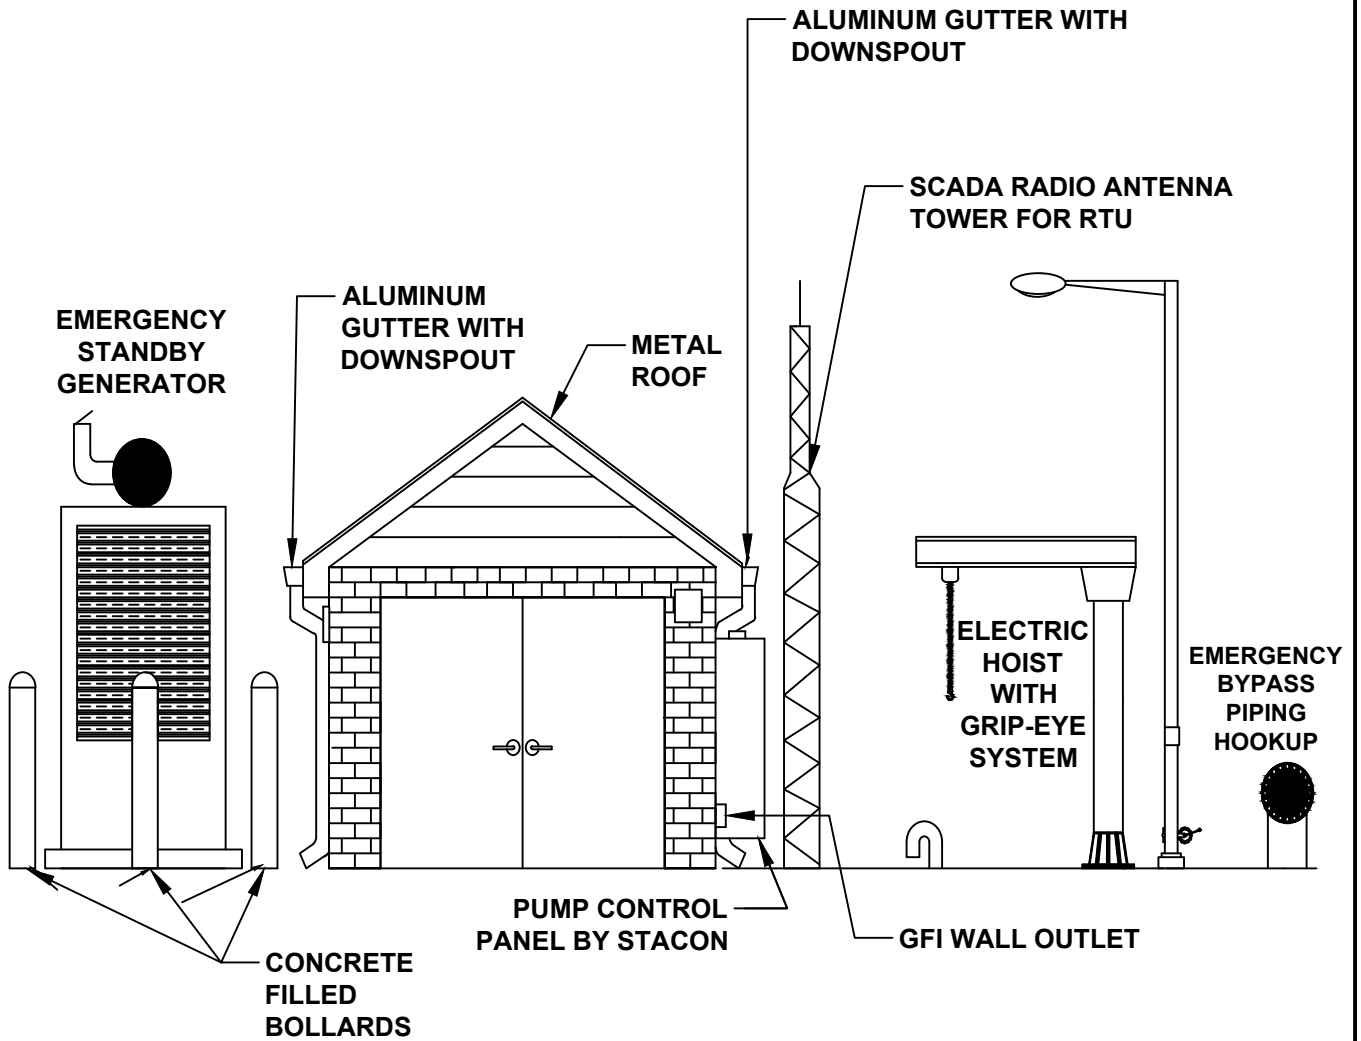 ALUMINUM GUTTER WITH
DOWNSPOUT
SCADA RADIO ANTENNA
TOWER FOR RTU
ALUMINUM
GUTTER WITH
DOWNSPOUT
EMERGENCY
STANDBY
GENERATOR
METAL
ROOF
ELECTRIC
HOIST
WITH
GRIP-EYE
SYSTEM
EMERGENCY
BYPASS
PIPING
HOOKUP
PUMP CONTROL
PANEL BY STACON
GFI WALL OUTLET
CONCRETE
FILLED
BOLLARDS